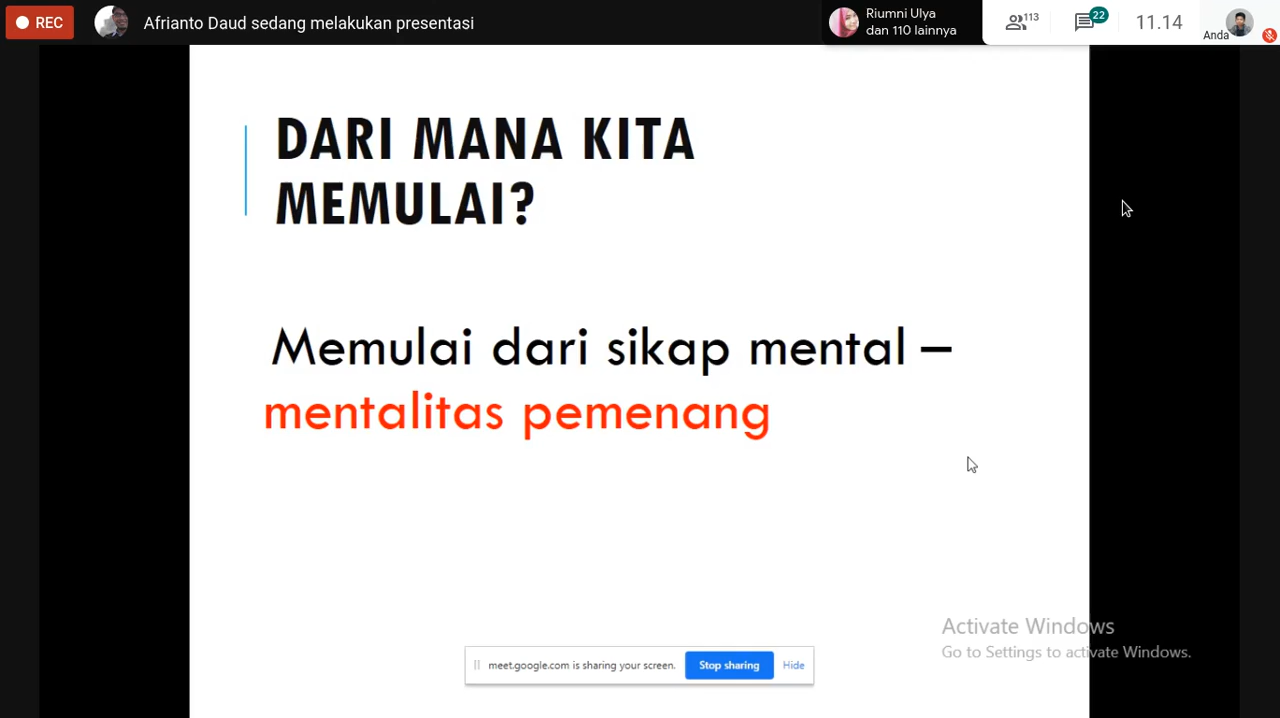 REC
Afrianto Daud sedang melakukan presentasi
Riumni Ulya
dan 110 lainnya
113
22
11.14
Anda
DARI MANA KITA
MEMULAI?
Memulai dari sikap mental –
mentalitas pemenang
Activate Windows
Go to Settings to activate Windows.
meet.google.com is sharing your screen.
Stop sharing
Hide